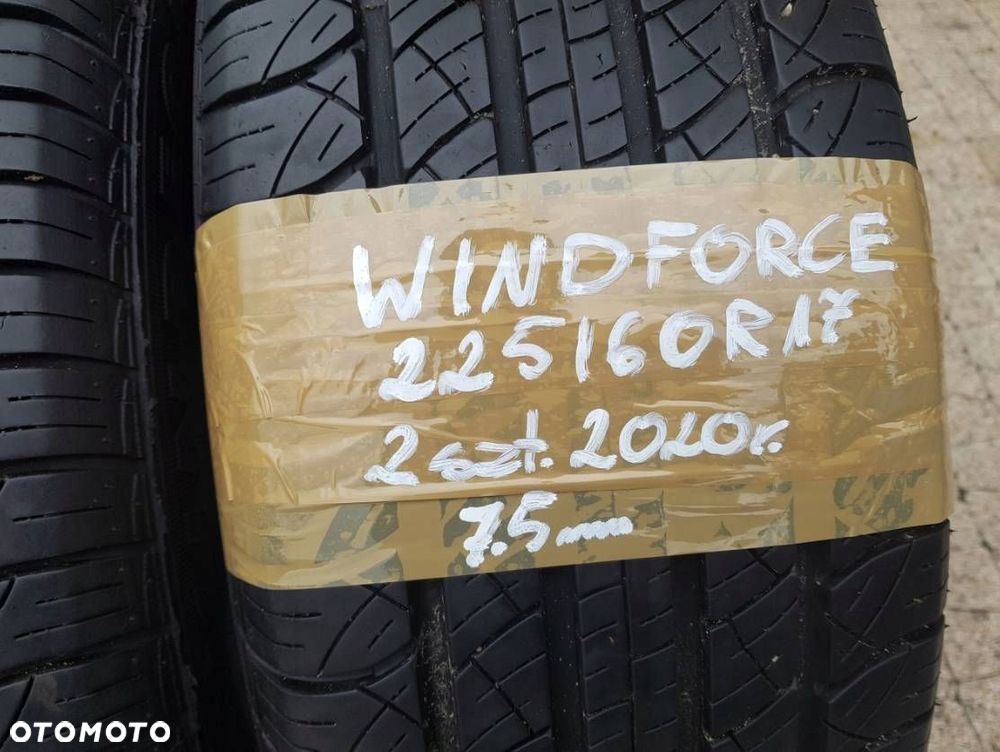 WINDFORCE
225/60R17
2 szt. 2020r.
7.5mm
OTOMOTO